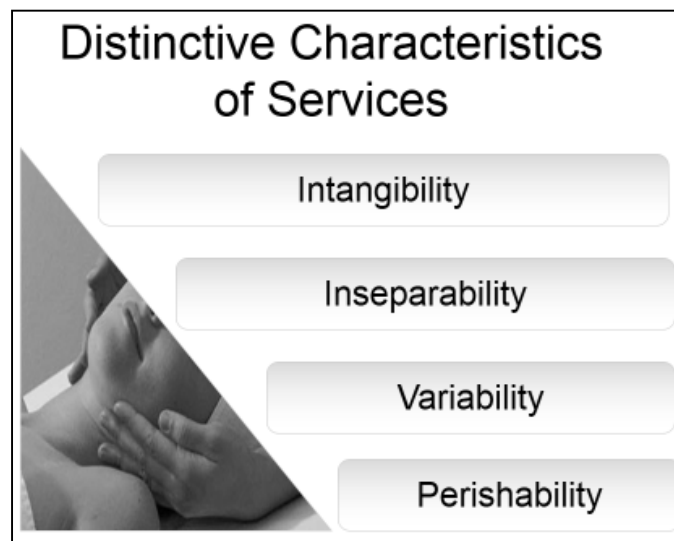 Distinctive Characteristics
of Services
Intangibility
Inseparability
Variability
Perishability